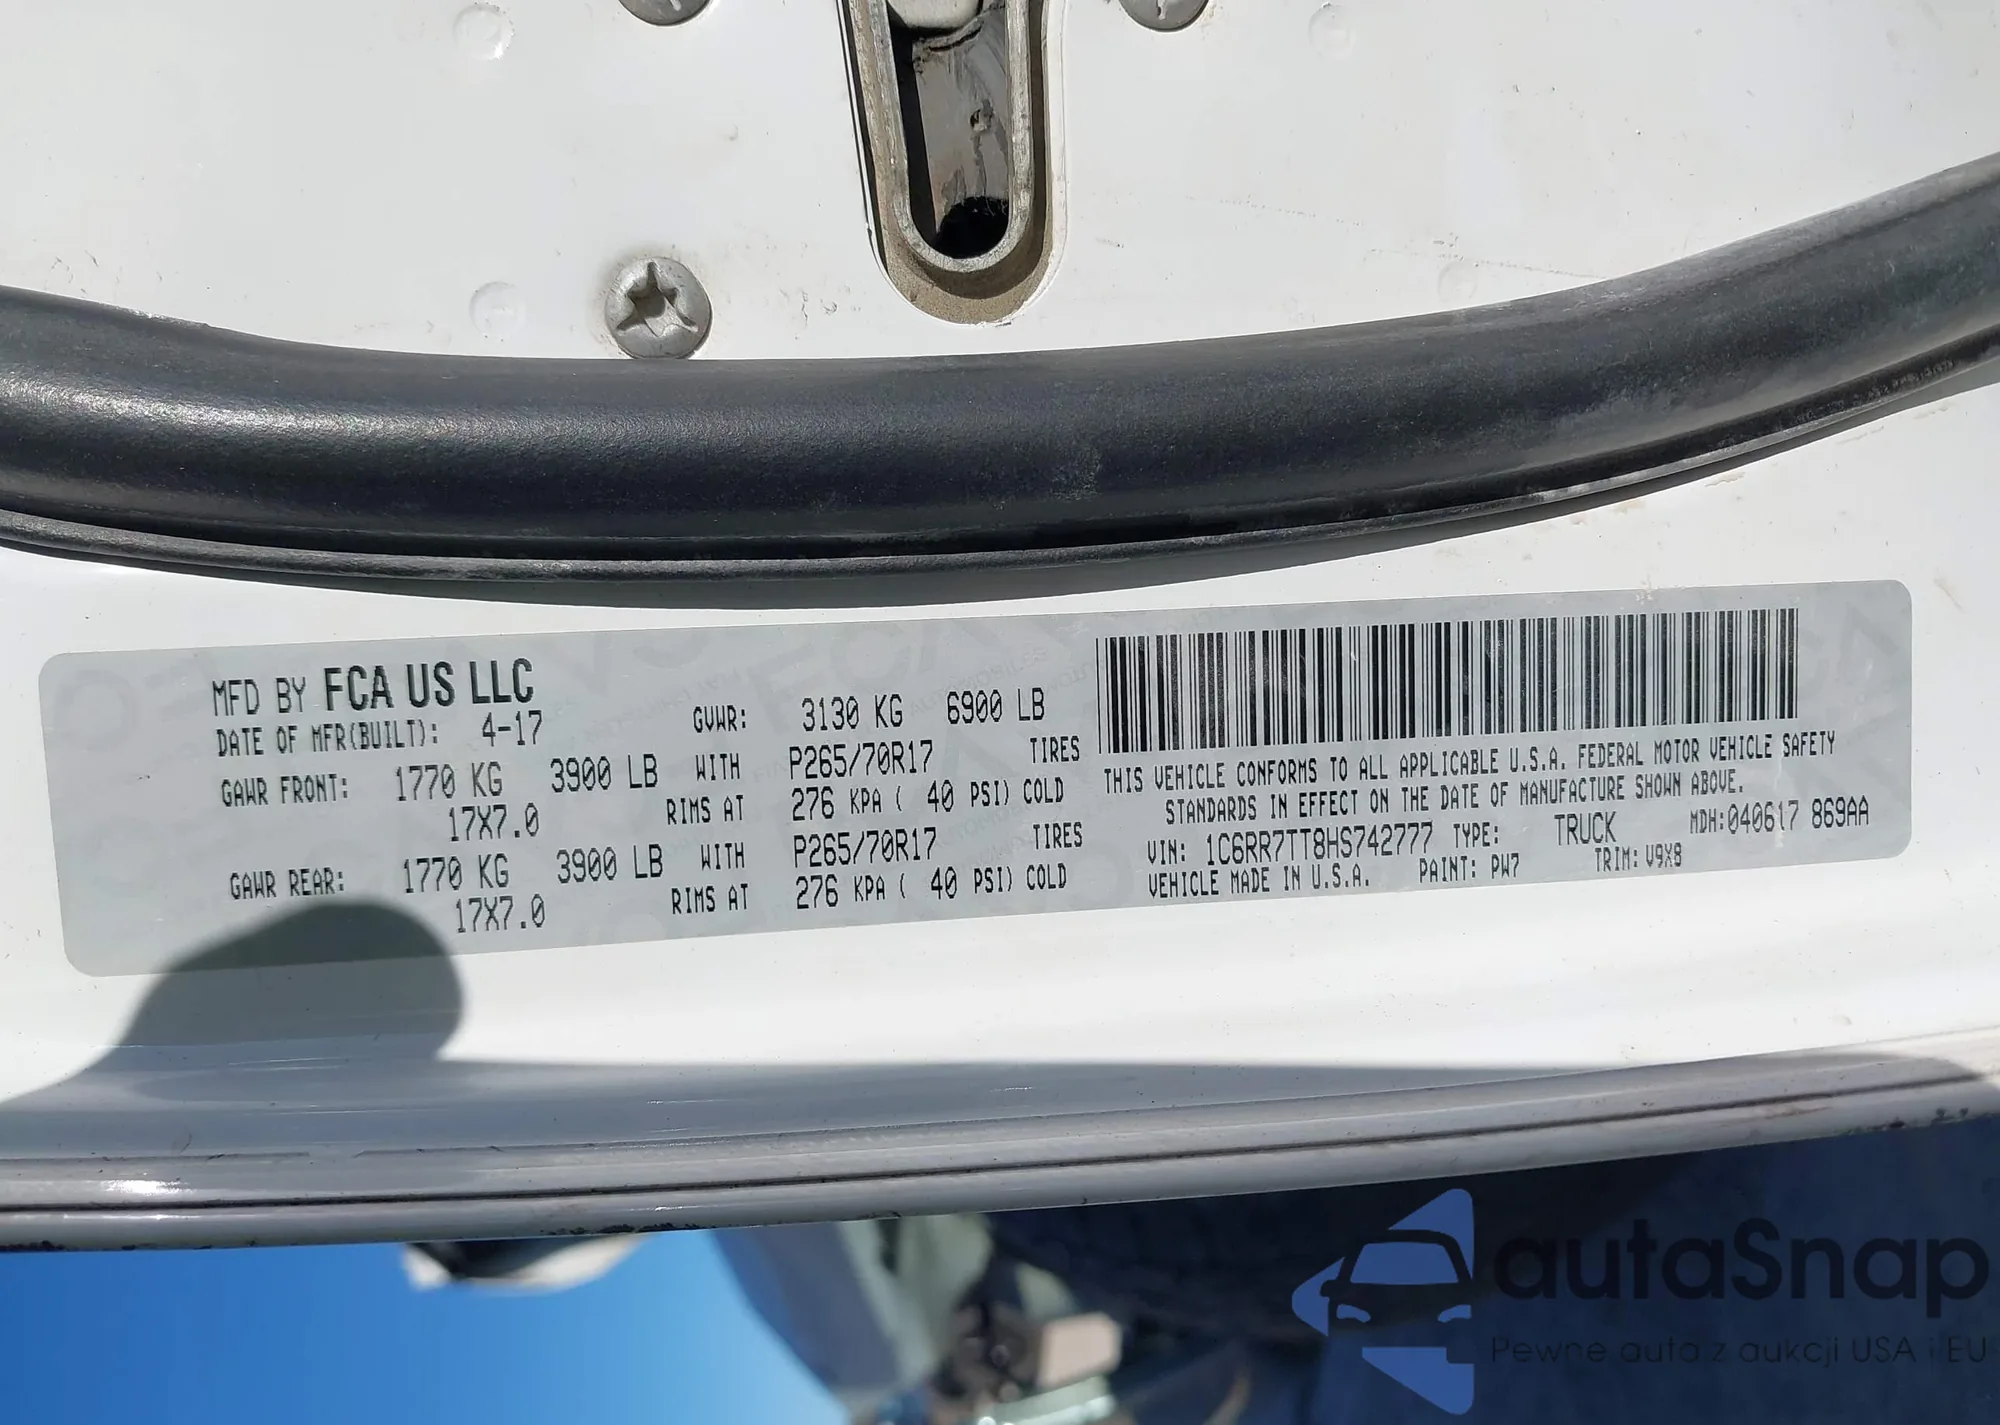 MFD BY FCA US LLC
DATE OF MFR(BUILT): 4-17
GVWR: 3130 KG 6900 LB
GAWR FRONT: 1770 KG 3900 LB WITH P265/70R17 TIRES
17X7.0 RIMS AT 276 KPA ( 40 PSI) COLD
GAWR REAR: 1770 KG 3900 LB WITH P265/70R17 TIRES
17X7.0 RIMS AT 276 KPA ( 40 PSI) COLD
THIS VEHICLE CONFORMS TO ALL APPLICABLE U.S.A. FEDERAL MOTOR VEHICLE SAFETY
STANDARDS IN EFFECT ON THE DATE OF MANUFACTURE SHOWN ABOVE.
MDH:040617 869AA
VIN: 1C6RR7TT8HS742777 TYPE: TRUCK
VEHICLE MADE IN U.S.A. PAINT: PW7 TRIM: V9X8
autaSnap
Pewne auta z aukcji USA i EU